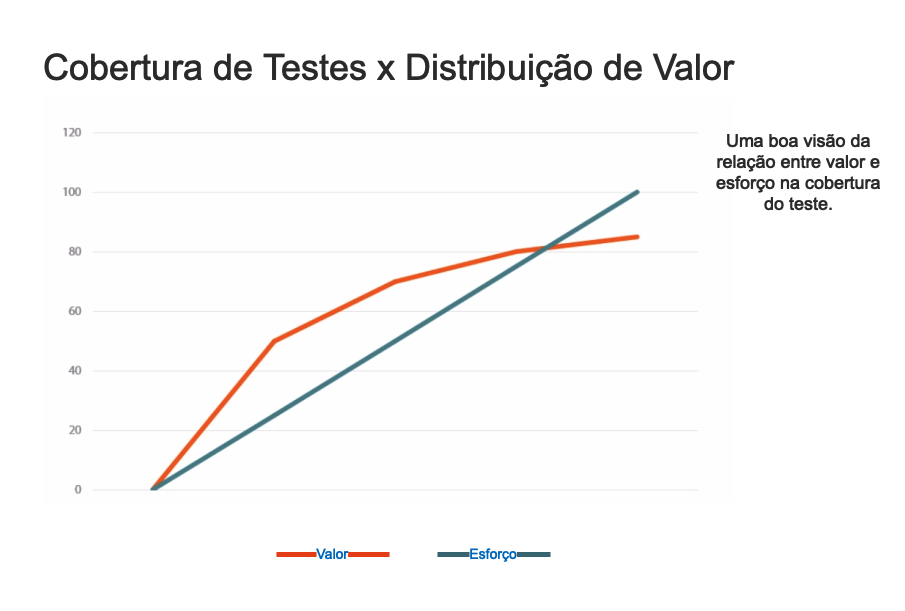 Cobertura de Testes x Distribuição de Valor
Uma boa visão da
relação entre valor e
esforço na cobertura
do teste.
120
100
80
60
40
20
0
Valor
Esforço